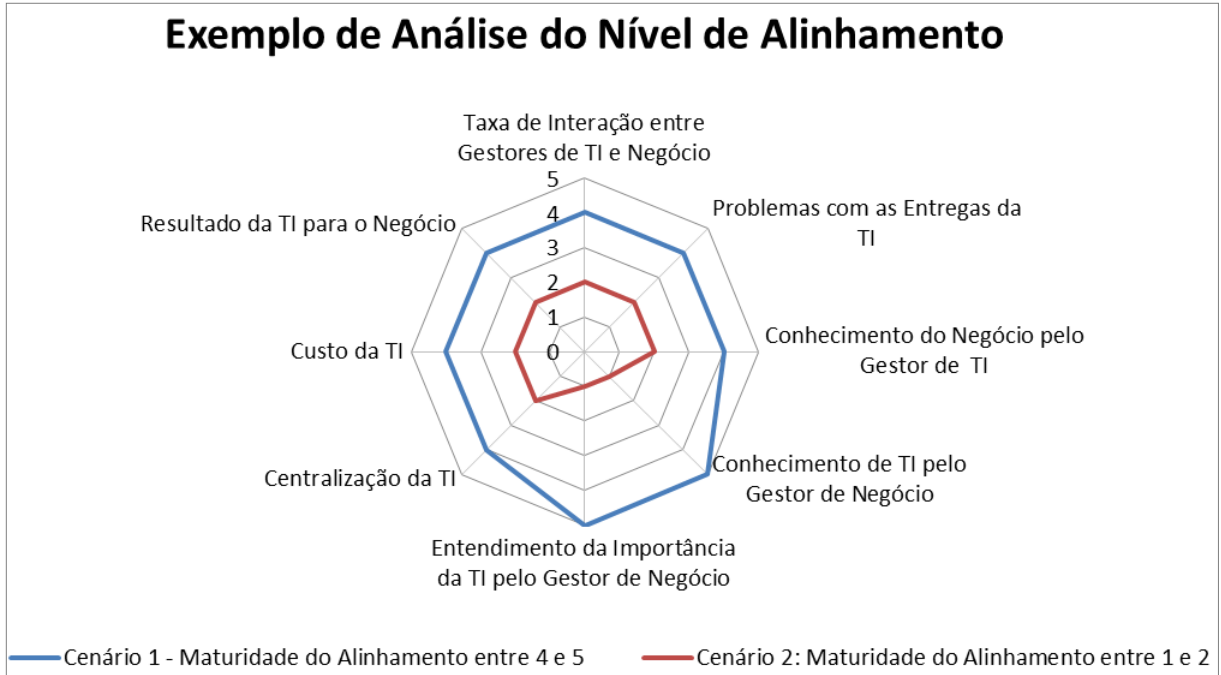 Exemplo de Análise do Nível de Alinhamento
Taxa de Interação entre
Gestores de TI e Negócio
5
4
3
2
1
0
Problemas com as Entregas da
TI
Conhecimento do Negócio pelo
Gestor de TI
Conhecimento de TI pelo
Gestor de Negócio
Entendimento da Importância
da TI pelo Gestor de Negócio
Centralização da TI
Custo da TI
Resultado da TI para o Negócio
Cenário 1 - Maturidade do Alinhamento entre 4 e 5
Cenário 2: Maturidade do Alinhamento entre 1 e 2